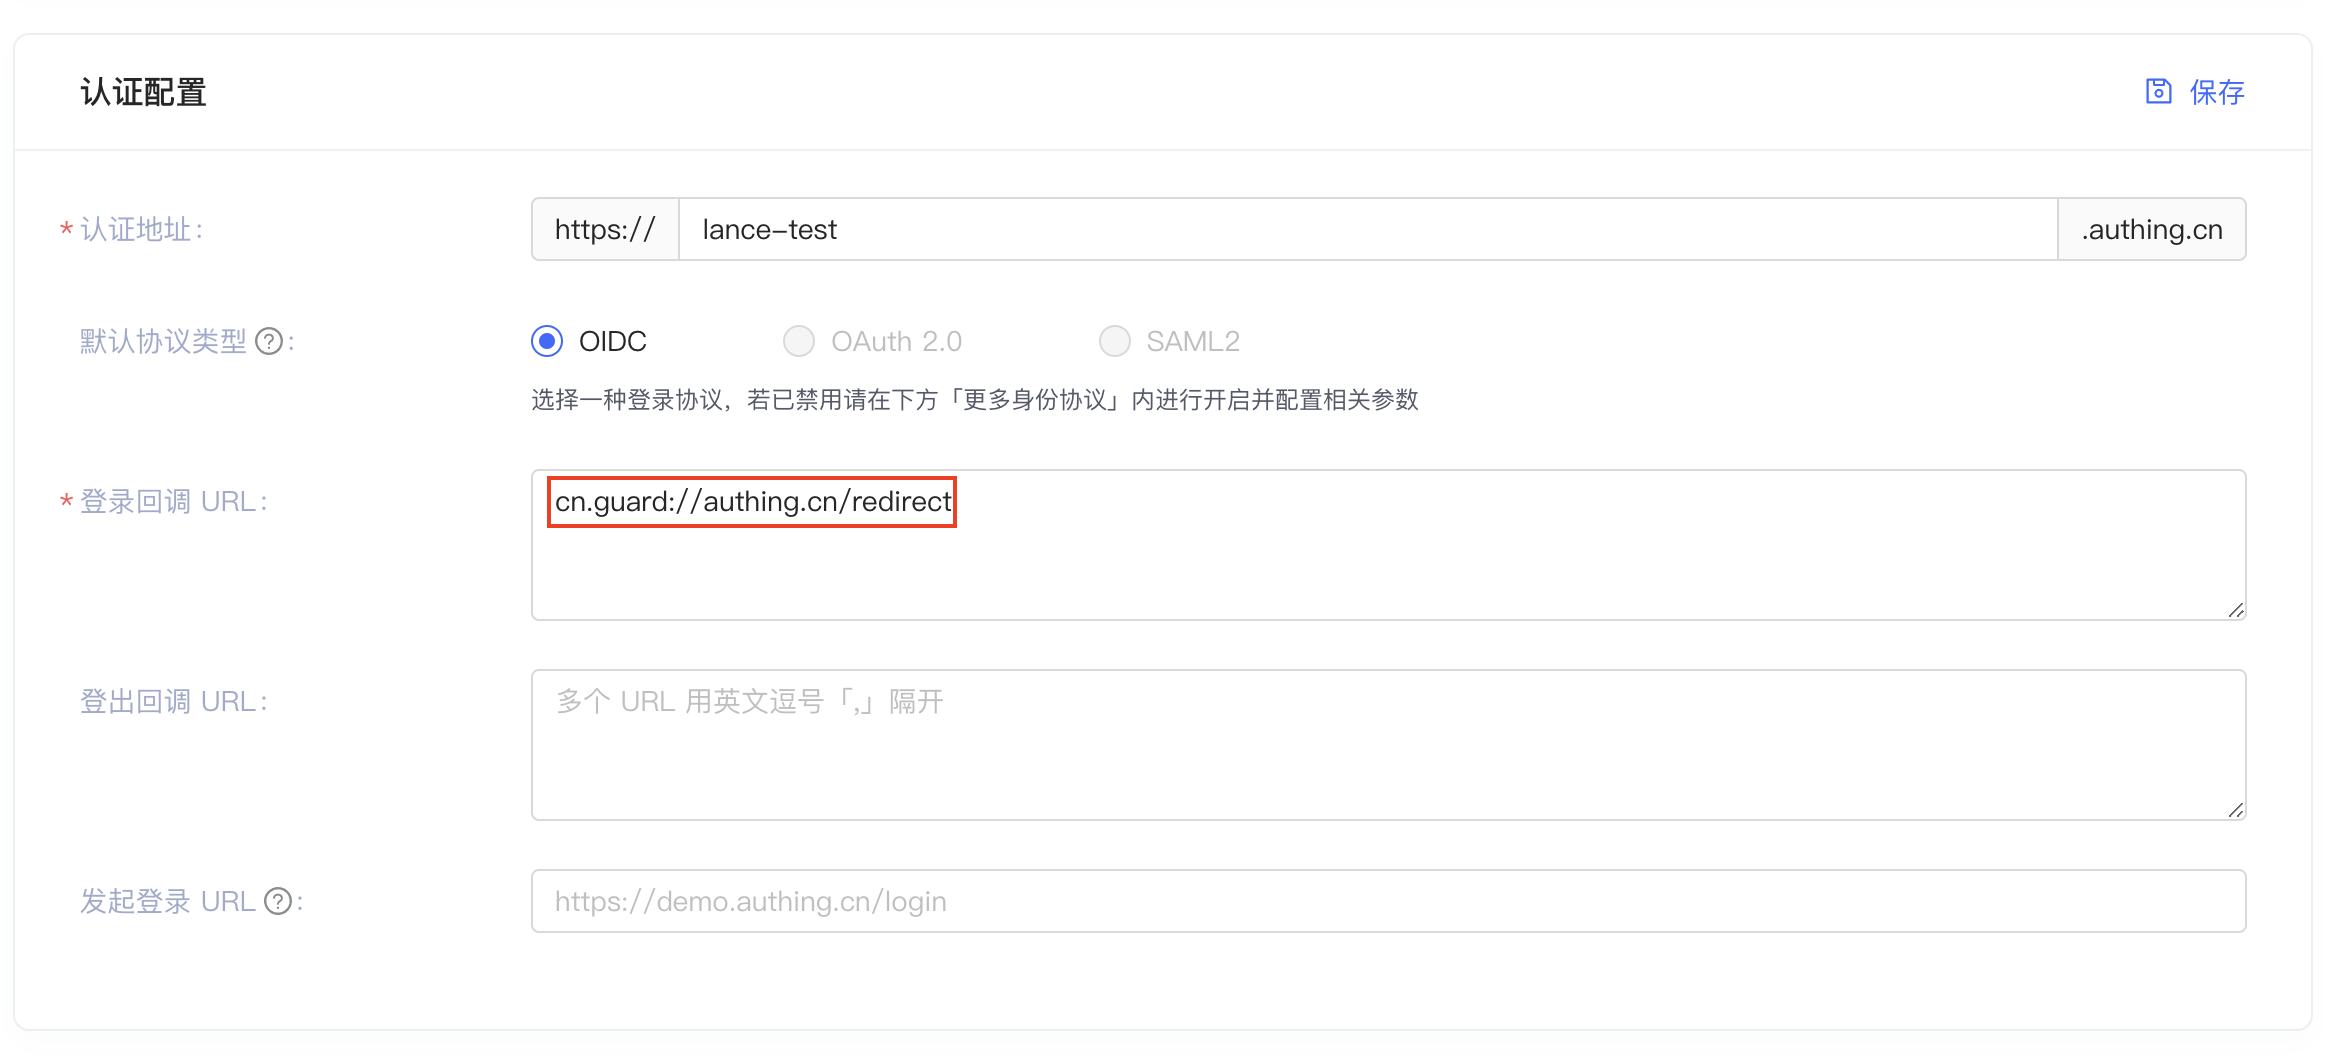 认证配置
保存
* 认证地址:
https:// lance-test .authing.cn
默认协议类型 ? :
OIDC OAuth 2.0 SAML2
选择一种登录协议，若已禁用请在下方「更多身份协议」内进行开启并配置相关参数
* 登录回调 URL:
cn.guard://authing.cn/redirect
登出回调 URL:
多个 URL 用英文逗号「,」隔开
发起登录 URL ? :
https://demo.authing.cn/login